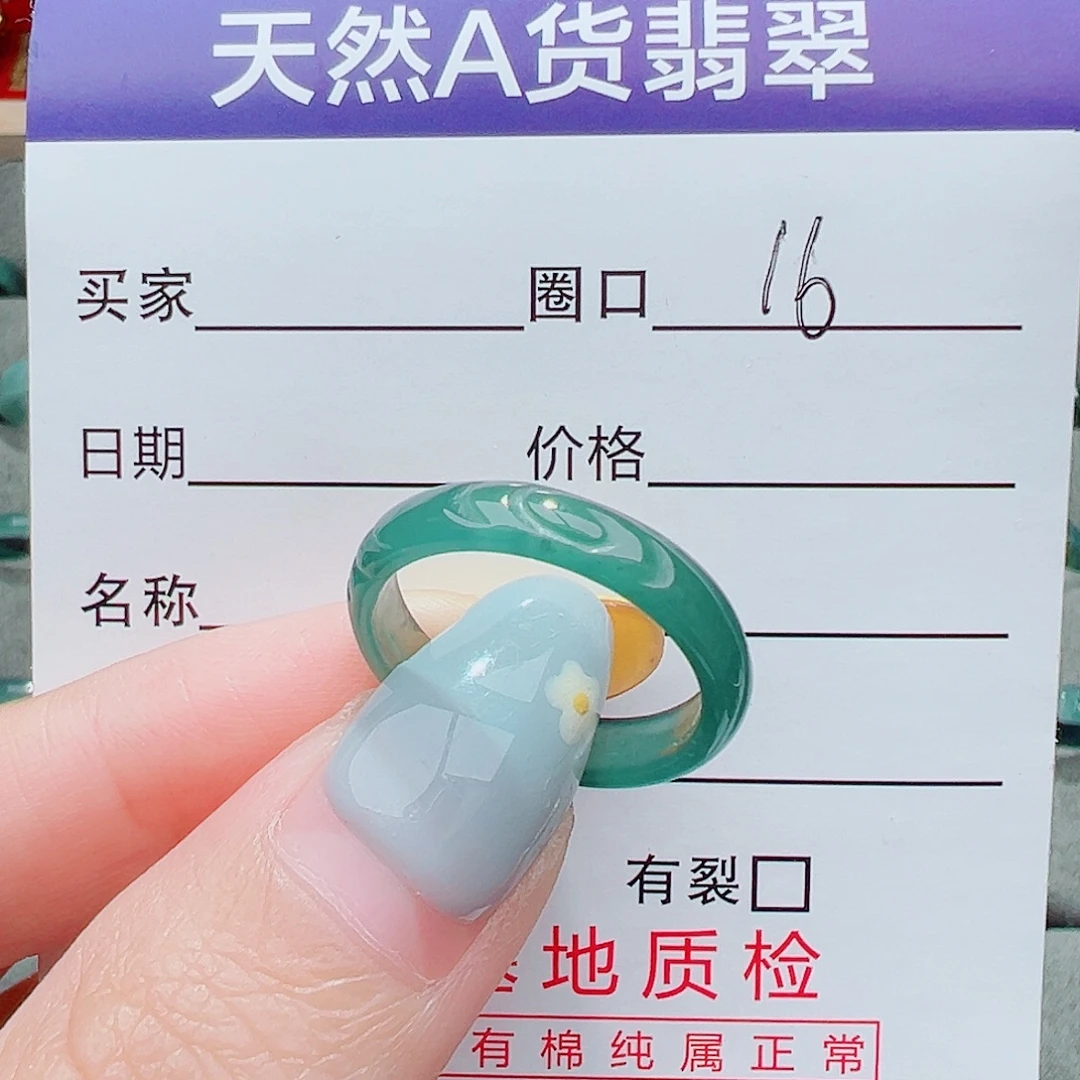 天然A货翡翠
买家 圈口 16
日期 价格
名称
有裂
地质检
有棉纯属正常